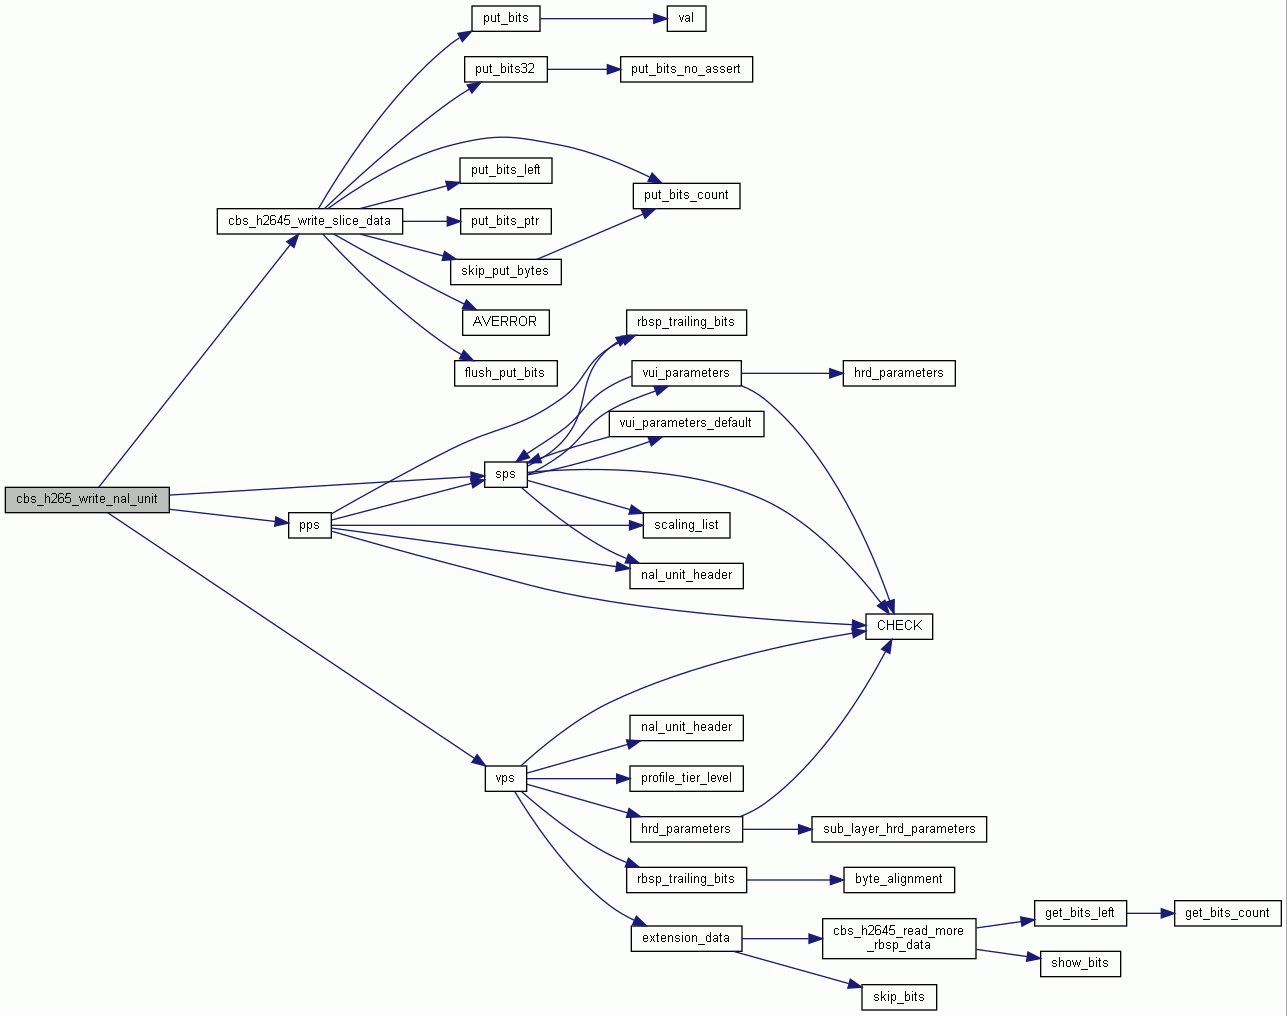 put_bits
val
put_bits32
put_bits_no_assert
put_bits_left
put_bits_count
cbs_h2645_write_slice_data
put_bits_ptr
skip_put_bytes
AVERROR
rbsp_trailing_bits
flush_put_bits
vui_parameters
hrd_parameters
vui_parameters_default
sps
cbs_h265_write_nal_unit
pps
scaling_list
nal_unit_header
CHECK
nal_unit_header
vps
profile_tier_level
hrd_parameters
sub_layer_hrd_parameters
rbsp_trailing_bits
byte_alignment
extension_data
cbs_h2645_read_more
_rbsp_data
get_bits_left
get_bits_count
show_bits
skip_bits